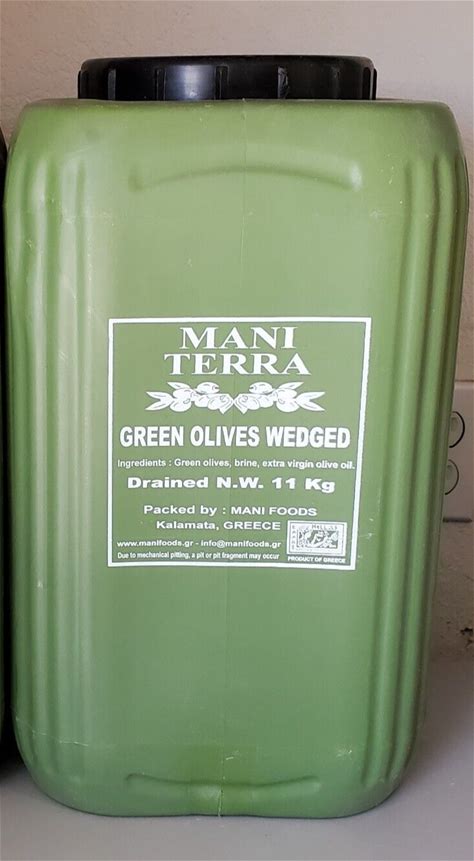 MANI
TERRA
GREEN OLIVES WEDGED
Ingredients : Green olives, brine, extra virgin olive oil.
Drained N.W. 11 Kg
Packed by : MANI FOODS
Kalamata, GREECE
www.manifoods.gr - info@manifoods.gr
Due to mechanical pitting, a pit or pit fragment may occur
PRODUCT OF GREECE